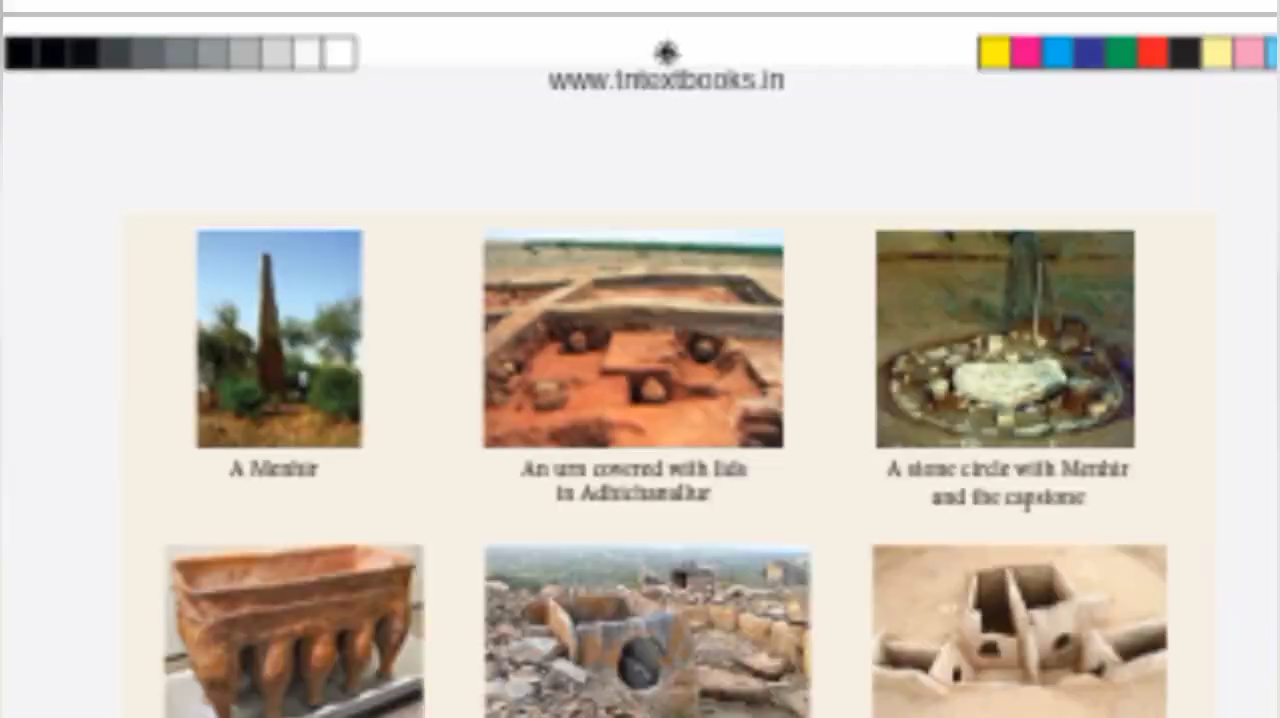 www.tntextbooks.in
A Menhir
An urn covered with lids
in Adhichanallur
A stone circle with Menhir
and the capstone